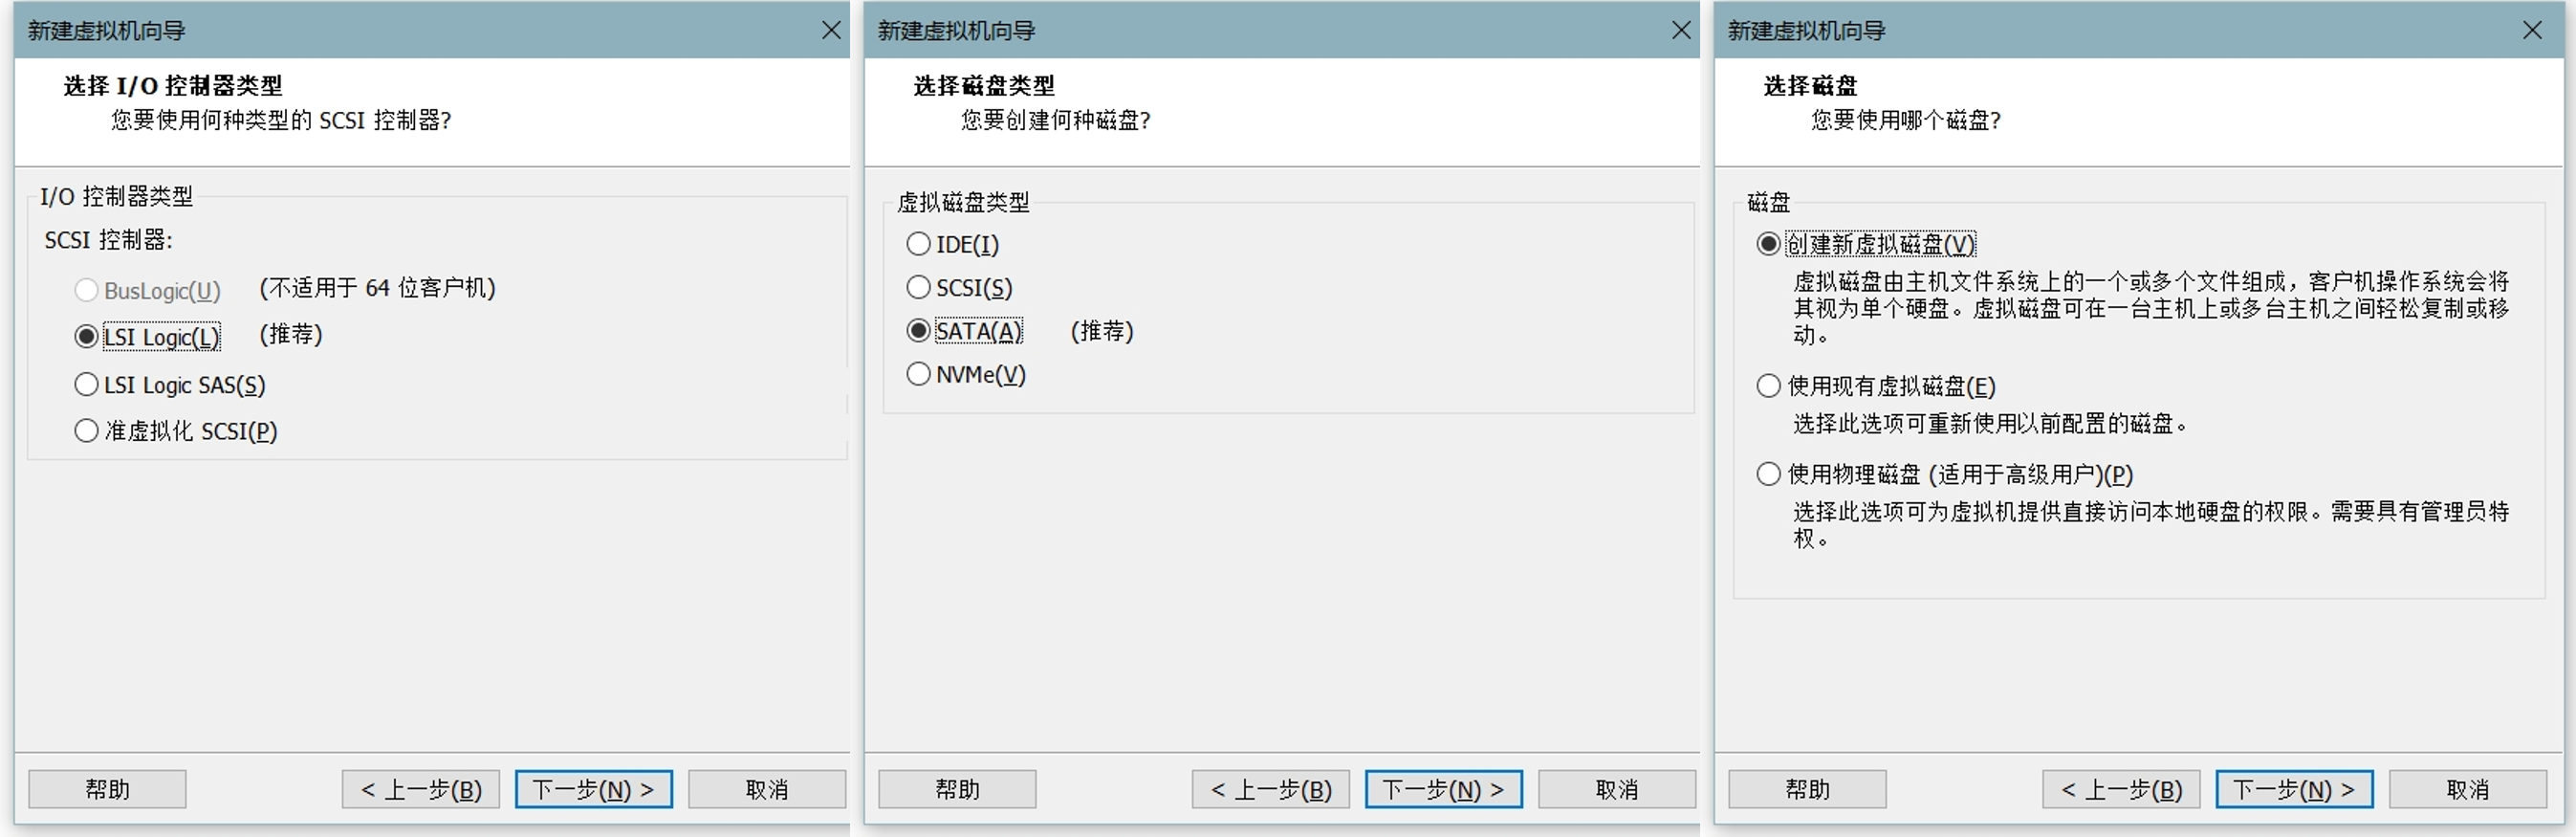 新建虚拟机向导
选择 I/O 控制器类型
您要使用何种类型的 SCSI 控制器?
I/O 控制器类型
SCSI 控制器:
BusLogic(U) (不适用于 64 位客户机)
LSI Logic(L) (推荐)
LSI Logic SAS(S)
准虚拟化 SCSI(P)
帮助
< 上一步(B)
下一步(N) >
取消
新建虚拟机向导
选择磁盘类型
您要创建何种磁盘?
虚拟磁盘类型
IDE(I)
SCSI(S)
SATA(A) (推荐)
NVMe(V)
帮助
< 上一步(B)
下一步(N) >
取消
新建虚拟机向导
选择磁盘
您要使用哪个磁盘?
磁盘
创建新虚拟磁盘(V)
虚拟磁盘由主机文件系统上的一个或多个文件组成，客户机操作系统会将
其视为单个硬盘。虚拟磁盘可在一台主机上或多台主机之间轻松复制或移
动。
使用现有虚拟磁盘(E)
选择此选项可重新使用以前配置的磁盘。
使用物理磁盘 (适用于高级用户)(P)
选择此选项可为虚拟机提供直接访问本地硬盘的权限。需要具有管理员特
权。
帮助
< 上一步(B)
下一步(N) >
取消